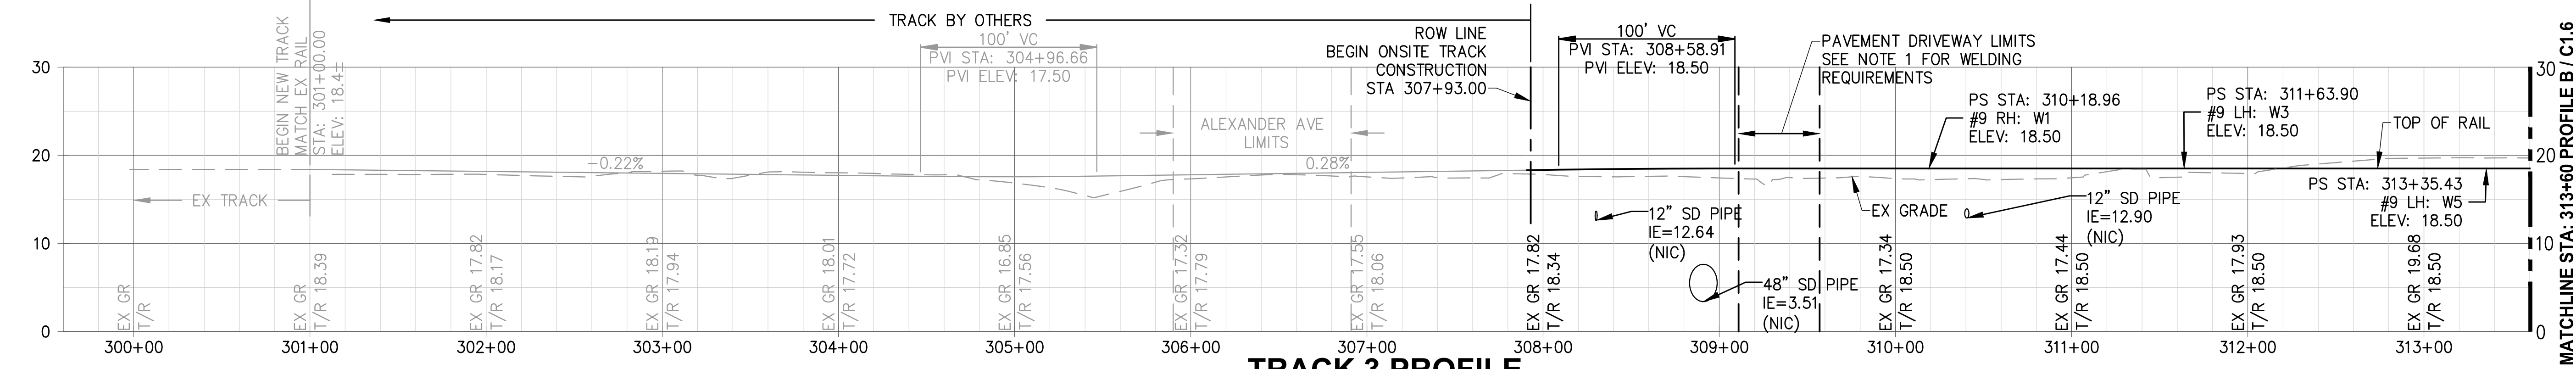 TRACK BY OTHERS
BEGIN NEW TRACK
MATCH EX RAIL
STA: 301+00.00
ELEV: 18.4±
100' VC
PVI STA: 304+96.66
PVI ELEV: 17.50
ROW LINE
BEGIN ONSITE TRACK
CONSTRUCTION
STA 307+93.00
100' VC
PVI STA: 308+58.91
PVI ELEV: 18.50
PAVEMENT DRIVEWAY LIMITS
SEE NOTE 1 FOR WELDING
REQUIREMENTS
PS STA: 310+18.96
#9 RH: W1
ELEV: 18.50
PS STA: 311+63.90
#9 LH: W3
ELEV: 18.50
TOP OF RAIL
ALEXANDER AVE
LIMITS
-0.22%
0.28%
EX TRACK
EX GRADE
12" SD PIPE
IE=12.64
(NIC)
48" SD PIPE
IE=3.51
(NIC)
12" SD PIPE
IE=12.90
(NIC)
PS STA: 313+35.43
#9 LH: W5
ELEV: 18.50
30
20
10
0
30
20
10
0
EX GR
T/R
EX GR
T/R 18.39
EX GR 17.82
T/R 18.17
EX GR 18.19
T/R 17.94
EX GR 18.01
T/R 17.72
EX GR 16.85
T/R 17.56
EX GR 17.32
T/R 17.79
EX GR 17.55
T/R 18.06
EX GR 17.82
T/R 18.34
EX GR 17.34
T/R 18.50
EX GR 17.44
T/R 18.50
EX GR 17.93
T/R 18.50
EX GR 19.68
T/R 18.50
300+00
301+00
302+00
303+00
304+00
305+00
306+00
307+00
308+00
309+00
310+00
311+00
312+00
313+00
MATCHLINE STA: 313+60 PROFILE B / C1.6
TRACK 3 PROFILE